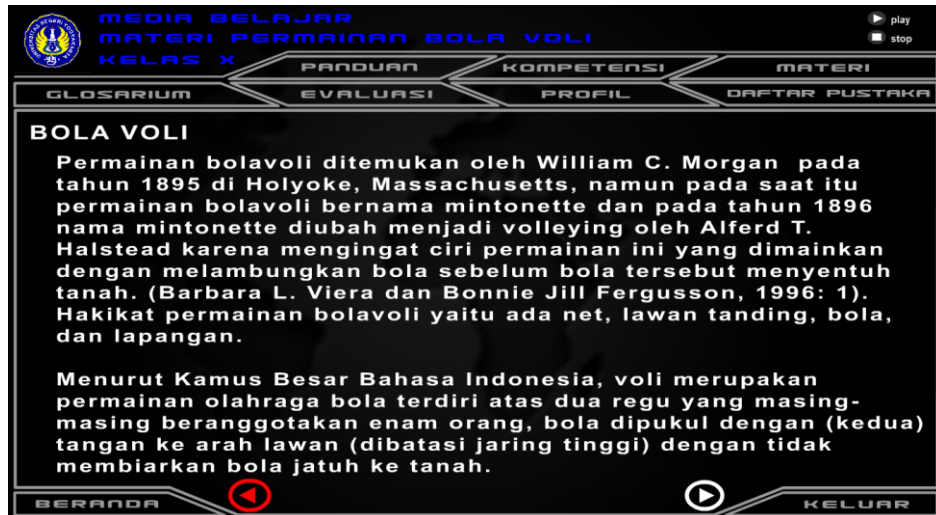 MEDIA BELAJAR
MATERI PERMAINAN BOLA VOLI
KELAS X
play
stop
PANDUAN
KOMPETENSI
MATERI
GLOSARIUM
EVALUASI
PROFIL
DAFTAR PUSTAKA
BOLA VOLI
Permainan bolavoli ditemukan oleh William C. Morgan pada
tahun 1895 di Holyoke, Massachusetts, namun pada saat itu
permainan bolavoli bernama mintonette dan pada tahun 1896
nama mintonette diubah menjadi volleying oleh Alferd T.
Halstead karena mengingat ciri permainan ini yang dimainkan
dengan melambungkan bola sebelum bola tersebut menyentuh
tanah. (Barbara L. Viera dan Bonnie Jill Fergusson, 1996: 1).
Hakikat permainan bolavoli yaitu ada net, lawan tanding, bola,
dan lapangan.
Menurut Kamus Besar Bahasa Indonesia, voli merupakan
permainan olahraga bola terdiri atas dua regu yang masing-
masing beranggotakan enam orang, bola dipukul dengan (kedua)
tangan ke arah lawan (dibatasi jaring tinggi) dengan tidak
membiarkan bola jatuh ke tanah.
BERANDA
KELUAR